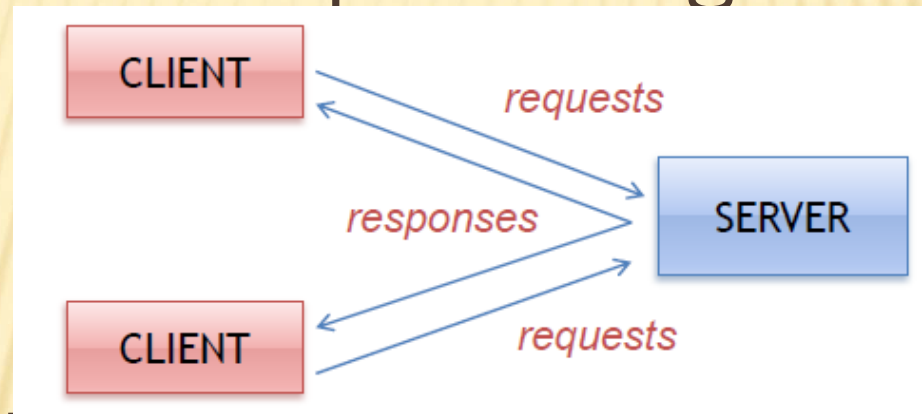 CLIENT
requests
SERVER
responses
CLIENT
requests